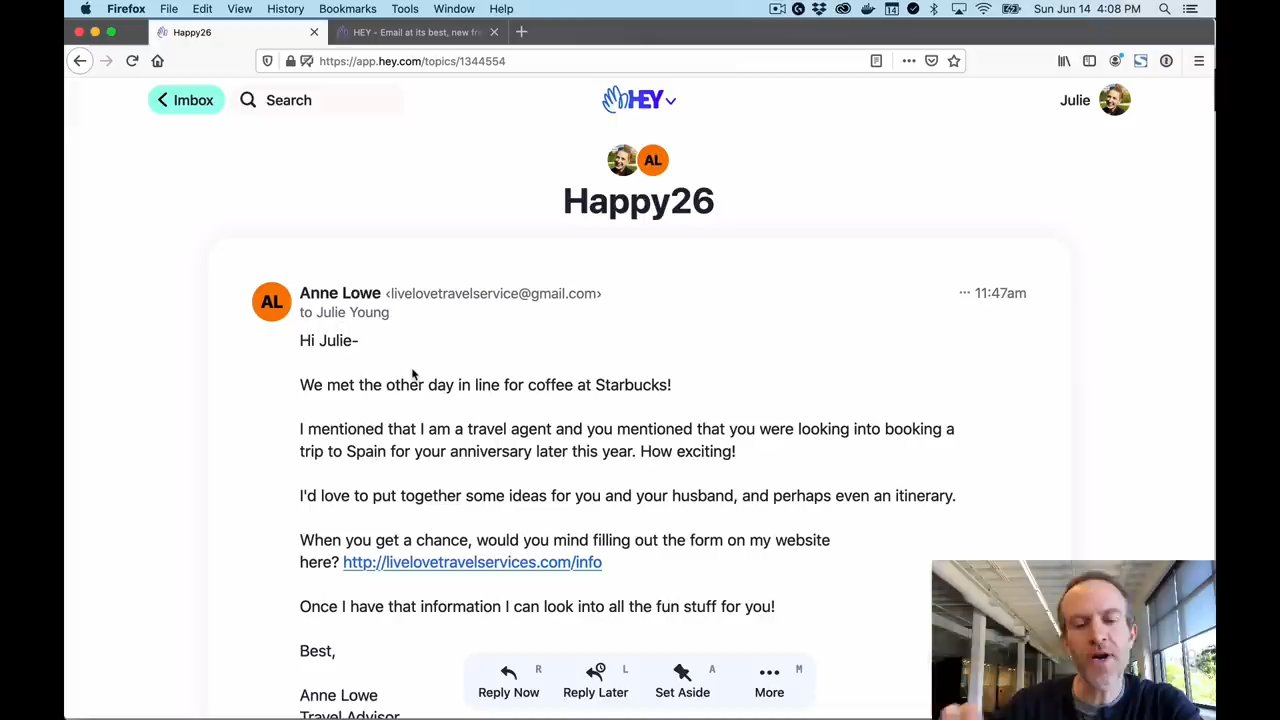 Firefox File Edit View History Bookmarks Tools Window Help 14 Sun Jun 14 4:08 PM
Happy26 HEY - Email at its best, new fr
https://app.hey.com/topics/1344554
Imbox Search HEY Julie
AL
Happy26
AL Anne Lowe <livelovetravelservice@gmail.com> 11:47am
to Julie Young
Hi Julie-
We met the other day in line for coffee at Starbucks!
I mentioned that I am a travel agent and you mentioned that you were looking into booking a
trip to Spain for your anniversary later this year. How exciting!
I'd love to put together some ideas for you and your husband, and perhaps even an itinerary.
When you get a chance, would you mind filling out the form on my website
here? http://livelovetravelservices.com/info
Once I have that information I can look into all the fun stuff for you!
Best,
Anne Lowe
Travel Advisor
R L A M
Reply Now Reply Later Set Aside More